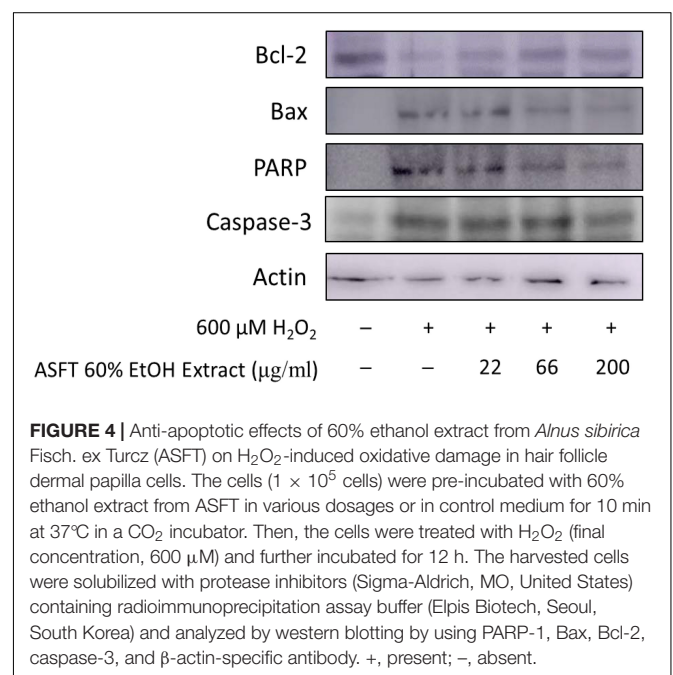 Bcl-2
Bax
PARP
Caspase-3
Actin
600 μM H₂O₂ – + + + +
ASFT 60% EtOH Extract (μg/ml) – – 22 66 200
FIGURE 4 | Anti-apoptotic effects of 60% ethanol extract from Alnus sibirica
Fisch. ex Turcz (ASFT) on H₂O₂-induced oxidative damage in hair follicle
dermal papilla cells. The cells (1 × 10⁵ cells) were pre-incubated with 60%
ethanol extract from ASFT in various dosages or in control medium for 10 min
at 37°C in a CO₂ incubator. Then, the cells were treated with H₂O₂ (final
concentration, 600 μM) and further incubated for 12 h. The harvested cells
were solubilized with protease inhibitors (Sigma-Aldrich, MO, United States)
containing radioimmunoprecipitation assay buffer (Elpis Biotech, Seoul,
South Korea) and analyzed by western blotting by using PARP-1, Bax, Bcl-2,
caspase-3, and β-actin-specific antibody. +, present; –, absent.